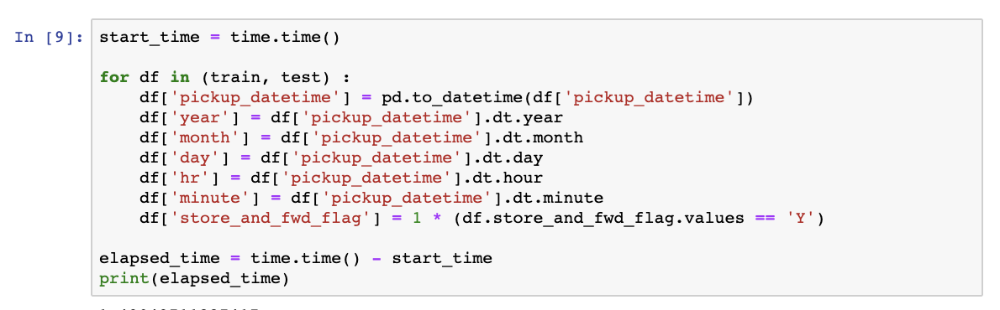 In [9]: start_time = time.time()
for df in (train, test) :
    df['pickup_datetime'] = pd.to_datetime(df['pickup_datetime'])
    df['year'] = df['pickup_datetime'].dt.year
    df['month'] = df['pickup_datetime'].dt.month
    df['day'] = df['pickup_datetime'].dt.day
    df['hr'] = df['pickup_datetime'].dt.hour
    df['minute'] = df['pickup_datetime'].dt.minute
    df['store_and_fwd_flag'] = 1 * (df.store_and_fwd_flag.values == 'Y')
elapsed_time = time.time() - start_time
print(elapsed_time)